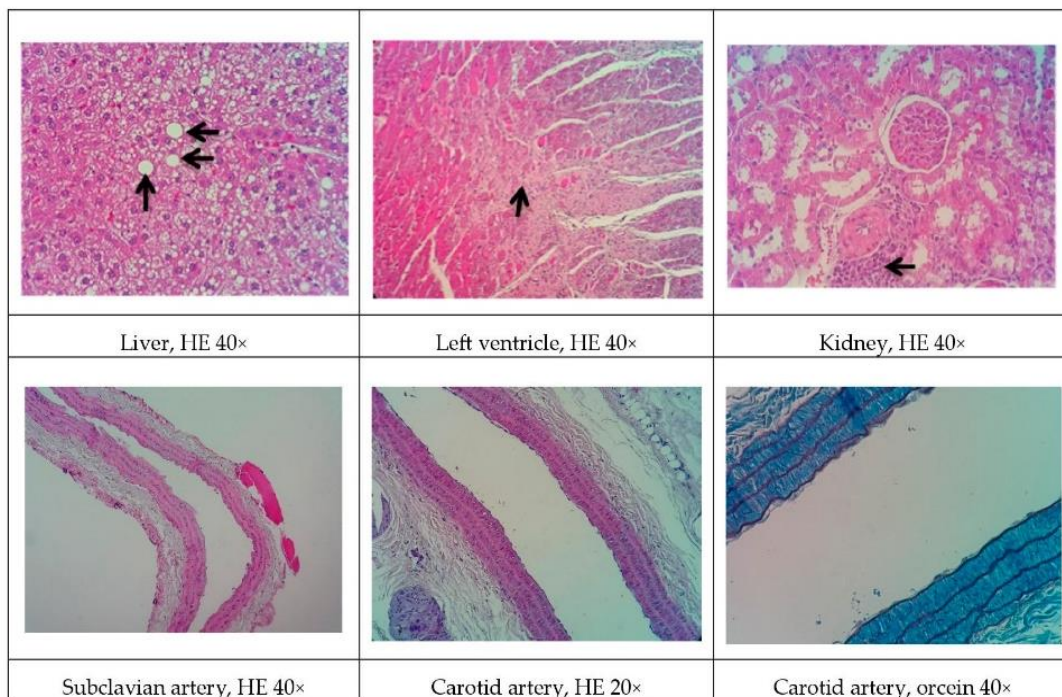 Liver, HE 40×
Left ventricle, HE 40×
Kidney, HE 40×
Subclavian artery, HE 40×
Carotid artery, HE 20×
Carotid artery, orcein 40×